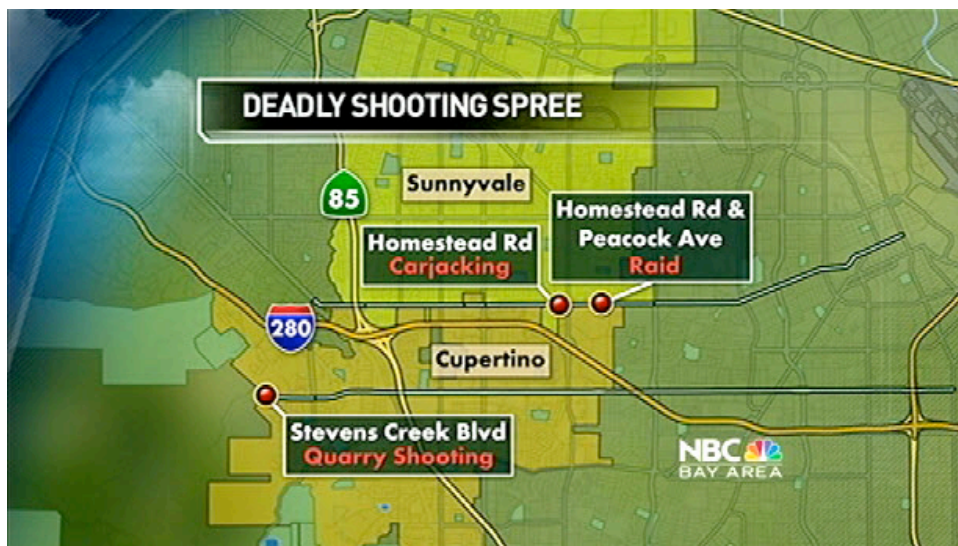 DEADLY SHOOTING SPREE
85
Sunnyvale
Homestead Rd &
Peacock Ave
Raid
Homestead Rd
Carjacking
280
Cupertino
Stevens Creek Blvd
Quarry Shooting
NBC
BAY AREA